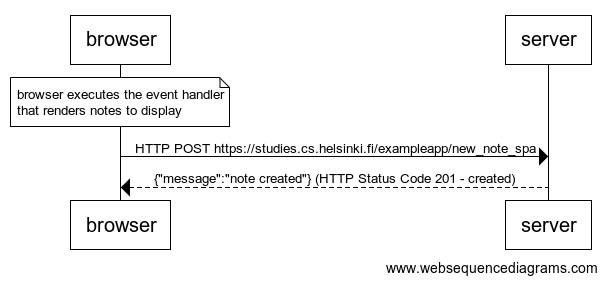 browser
server
browser executes the event handler
that renders notes to display
HTTP POST https://studies.cs.helsinki.fi/exampleapp/new_note_spa
{"message":"note created"} (HTTP Status Code 201 - created)
browser
server
www.websequencediagrams.com